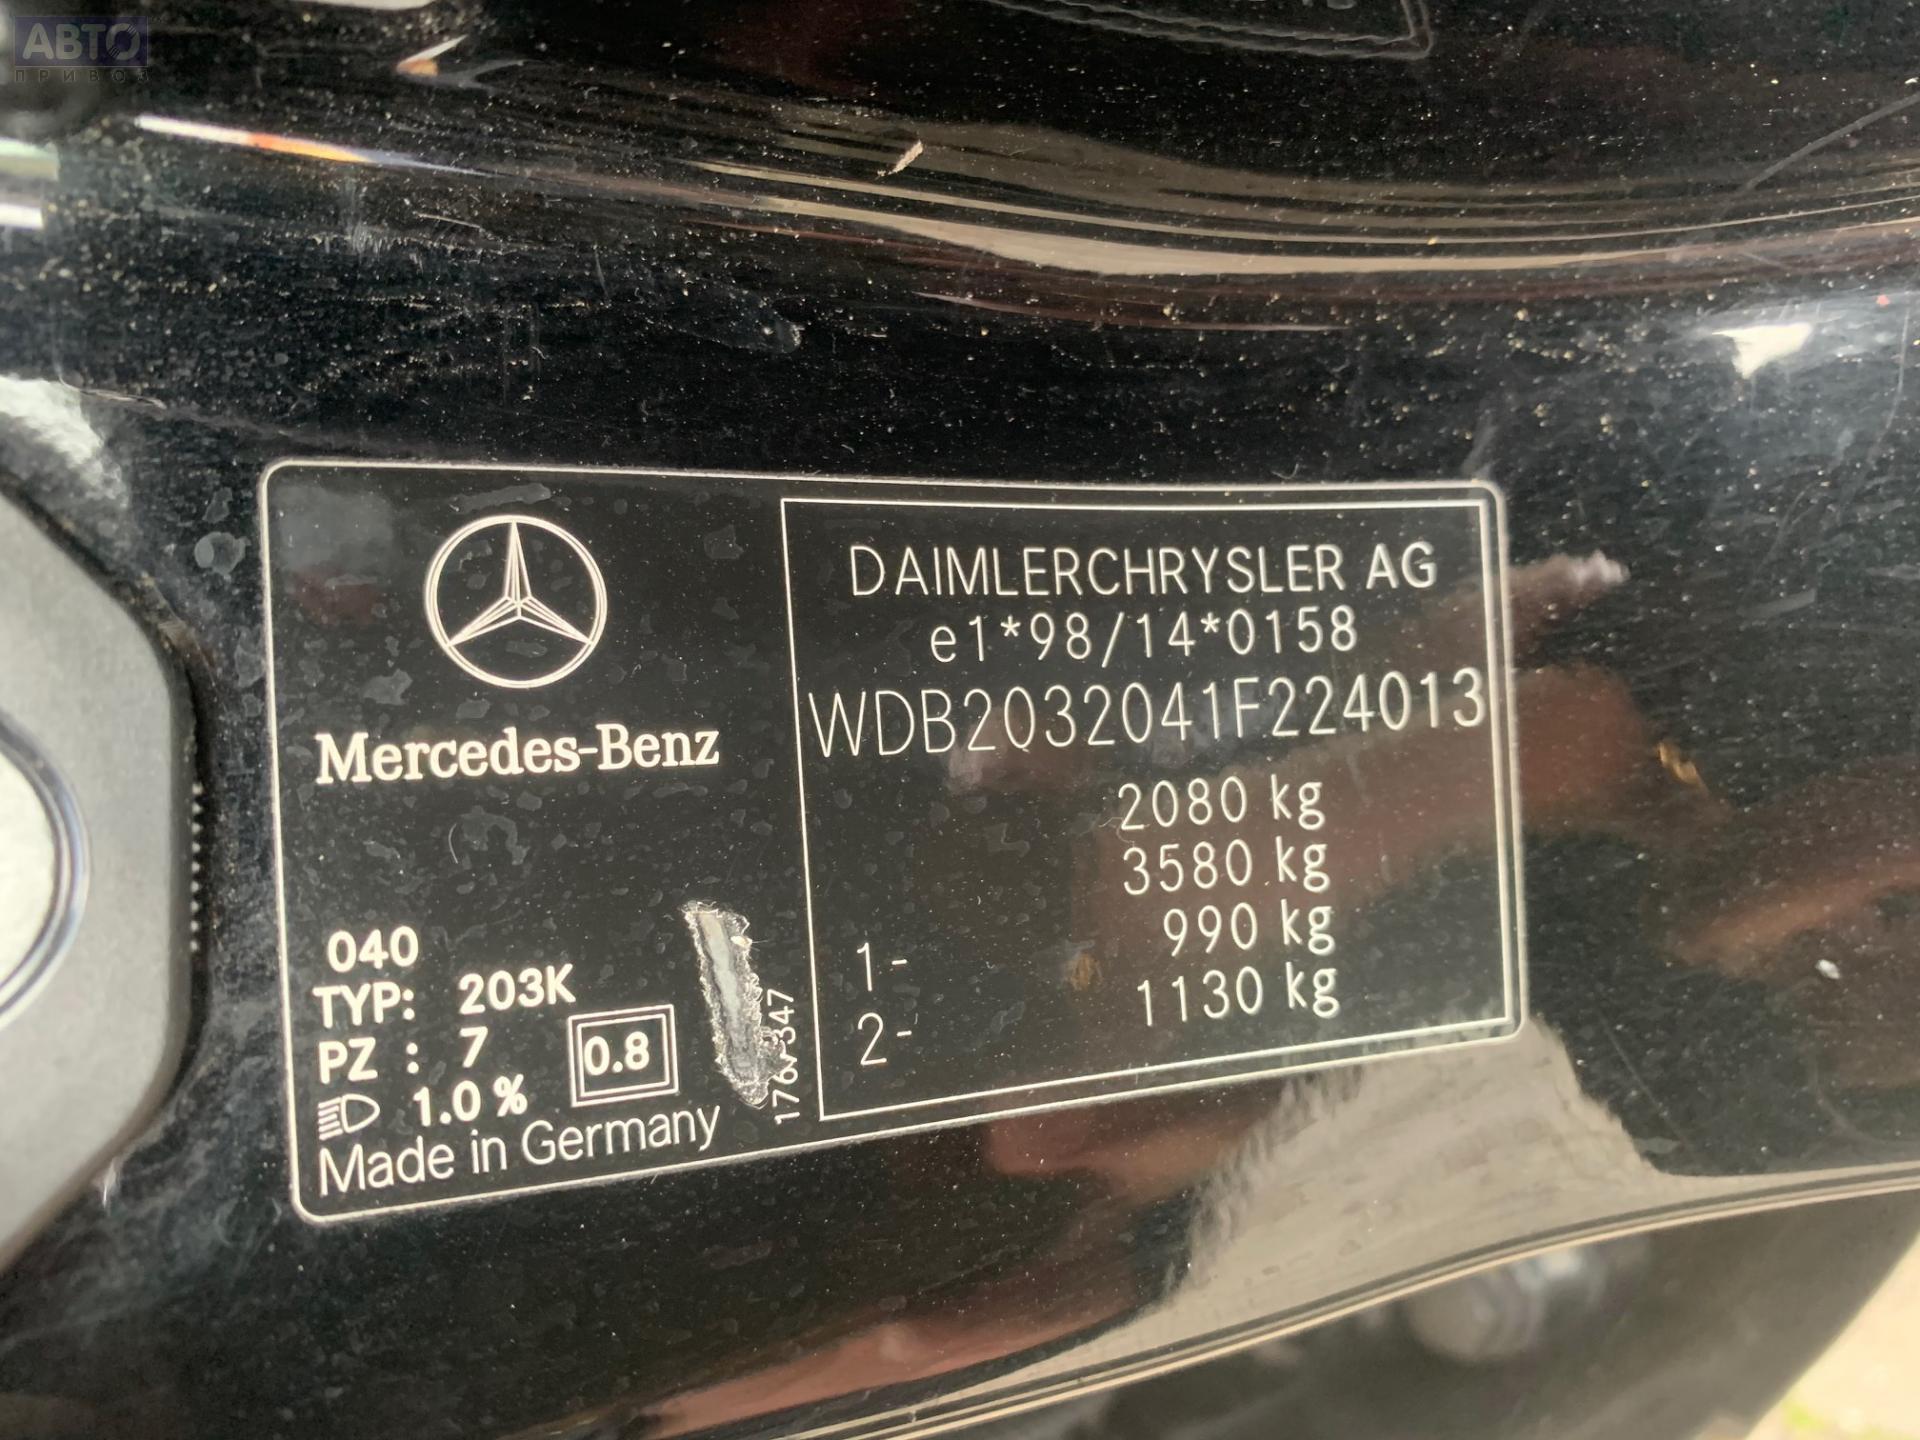 АВТО
ПРИВОЗ
Mercedes-Benz
040
TYP: 203K
PZ : 7
1.0 %
0.8
Made in Germany
DAIMLERCHRYSLER AG
e1*98/14*0158
WDB2032041F224013
2080 kg
3580 kg
1- 990 kg
2- 1130 kg